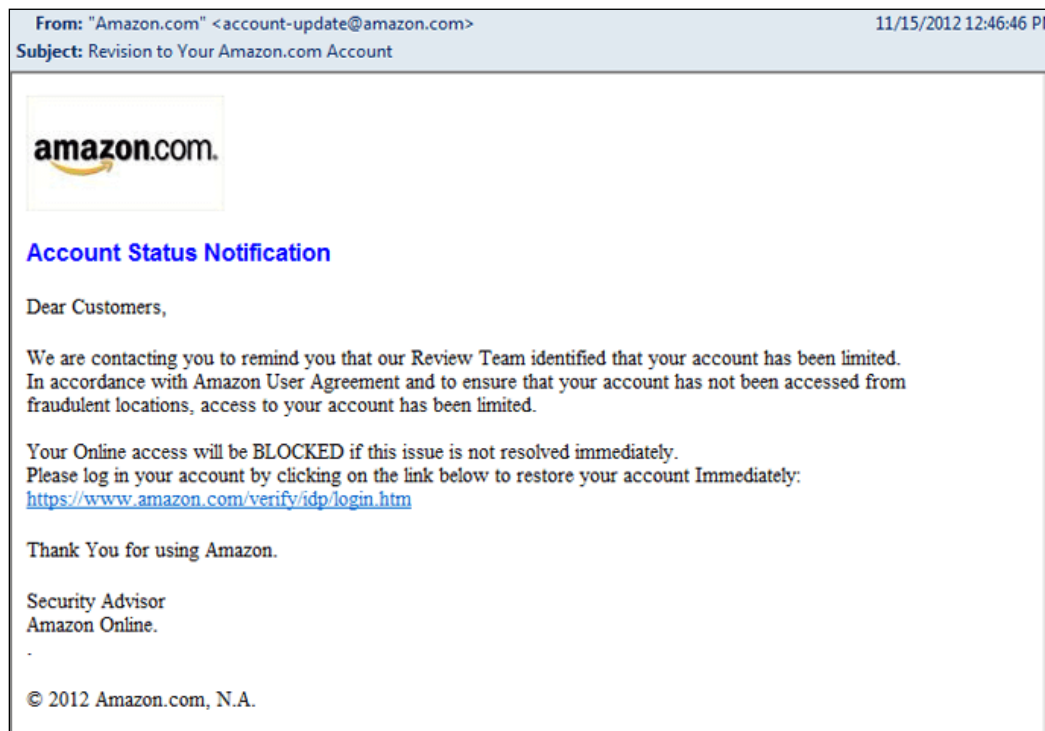 From: "Amazon.com" <account-update@amazon.com> 11/15/2012 12:46:46 PM
Subject: Revision to Your Amazon.com Account
amazon.com.
Account Status Notification
Dear Customers,
We are contacting you to remind you that our Review Team identified that your account has been limited.
In accordance with Amazon User Agreement and to ensure that your account has not been accessed from
fraudulent locations, access to your account has been limited.
Your Online access will be BLOCKED if this issue is not resolved immediately.
Please log in your account by clicking on the link below to restore your account Immediately:
https://www.amazon.com/verify/idp/login.htm
Thank You for using Amazon.
Security Advisor
Amazon Online.
.
© 2012 Amazon.com, N.A.